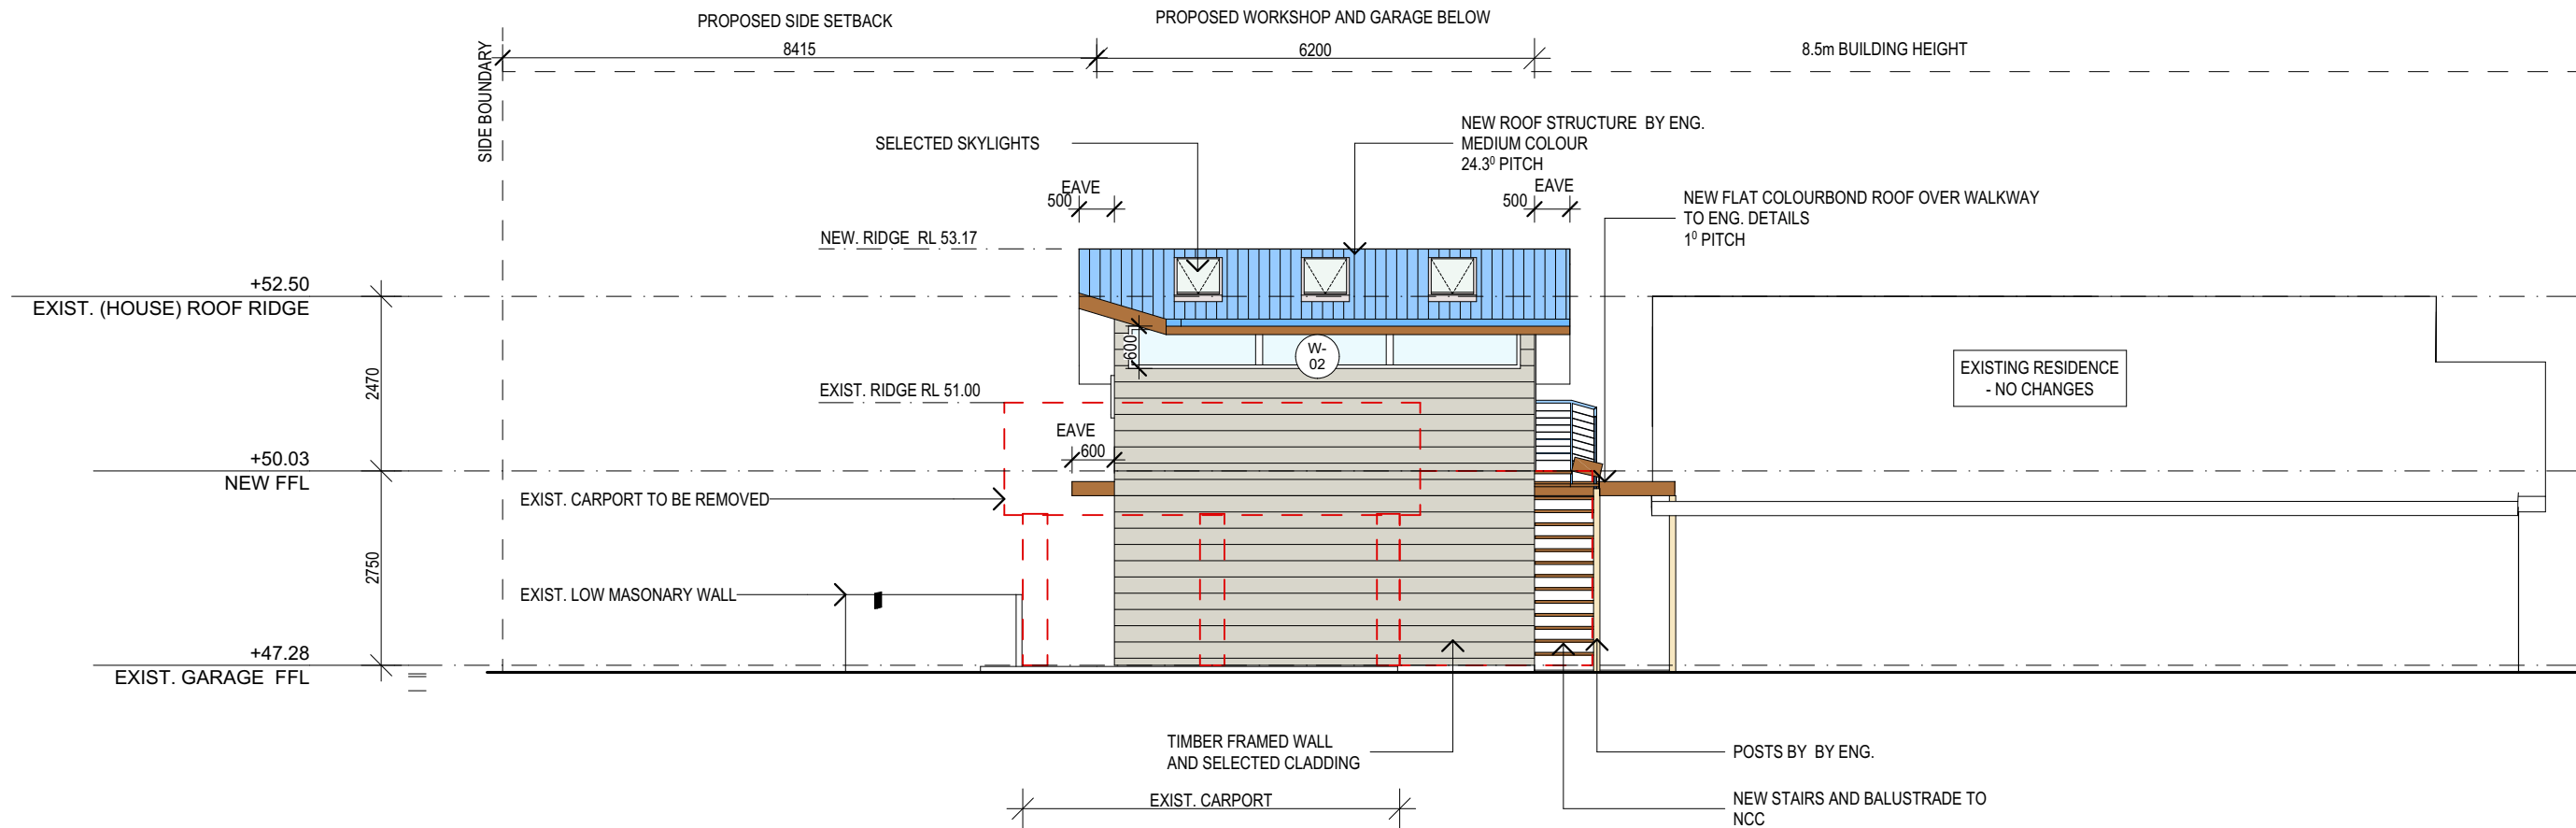 PROPOSED SIDE SETBACK
PROPOSED WORKSHOP AND GARAGE BELOW
8415
6200
8.5m BUILDING HEIGHT
SIDE BOUNDARY
SELECTED SKYLIGHTS
NEW ROOF STRUCTURE BY ENG.
MEDIUM COLOUR
24.3⁰ PITCH
EAVE
500
EAVE
500
NEW FLAT COLOURBOND ROOF OVER WALKWAY
TO ENG. DETAILS
1⁰ PITCH
NEW. RIDGE RL 53.17
+52.50
EXIST. (HOUSE) ROOF RIDGE
600
W-
02
EXISTING RESIDENCE
- NO CHANGES
2470
EXIST. RIDGE RL 51.00
EAVE
600
+50.03
NEW FFL
EXIST. CARPORT TO BE REMOVED
2750
EXIST. LOW MASONARY WALL
+47.28
EXIST. GARAGE FFL
TIMBER FRAMED WALL
AND SELECTED CLADDING
POSTS BY BY ENG.
EXIST. CARPORT
NEW STAIRS AND BALUSTRADE TO
NCC